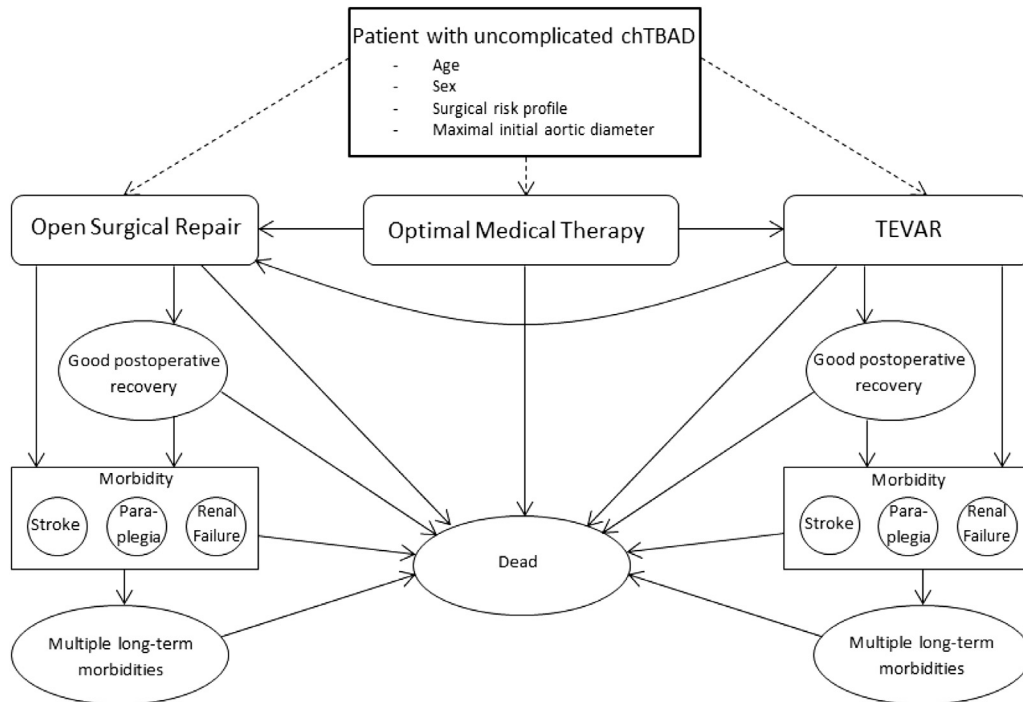 Patient with uncomplicated chTBAD
- Age
- Sex
- Surgical risk profile
- Maximal initial aortic diameter
Open Surgical Repair
Optimal Medical Therapy
TEVAR
Good postoperative
recovery
Good postoperative
recovery
Morbidity
Stroke
Para-
plegia
Renal
Failure
Morbidity
Stroke
Para-
plegia
Renal
Failure
Dead
Multiple long-term
morbidities
Multiple long-term
morbidities